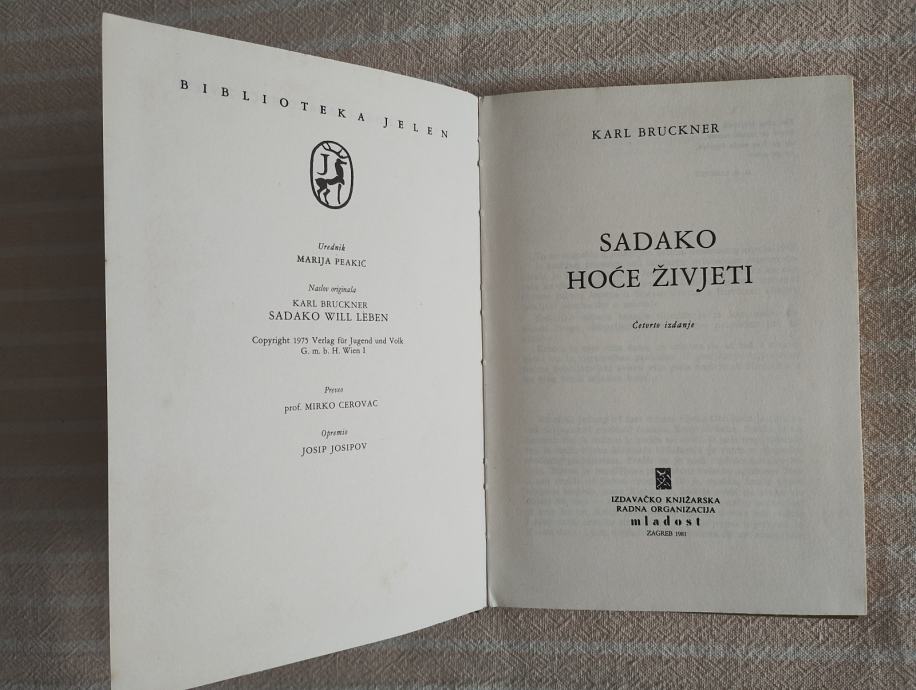 BIBLIOTEKA JELEN
J
Urednik
MARIJA PEAKIĆ
Naslov originala
KARL BRUCKNER
SADAKO WILL LEBEN
Copyright 1975 Verlag für Jugend und Volk
G. m. b. H. Wien I
Preveo
prof. MIRKO CEROVAC
Opremio
JOSIP JOSIPOV
KARL BRUCKNER
SADAKO
HOĆE ŽIVJETI
Četvrto izdanje
IZDAVAČKO KNJIŽARSKA
RADNA ORGANIZACIJA
mladost
ZAGREB 1981